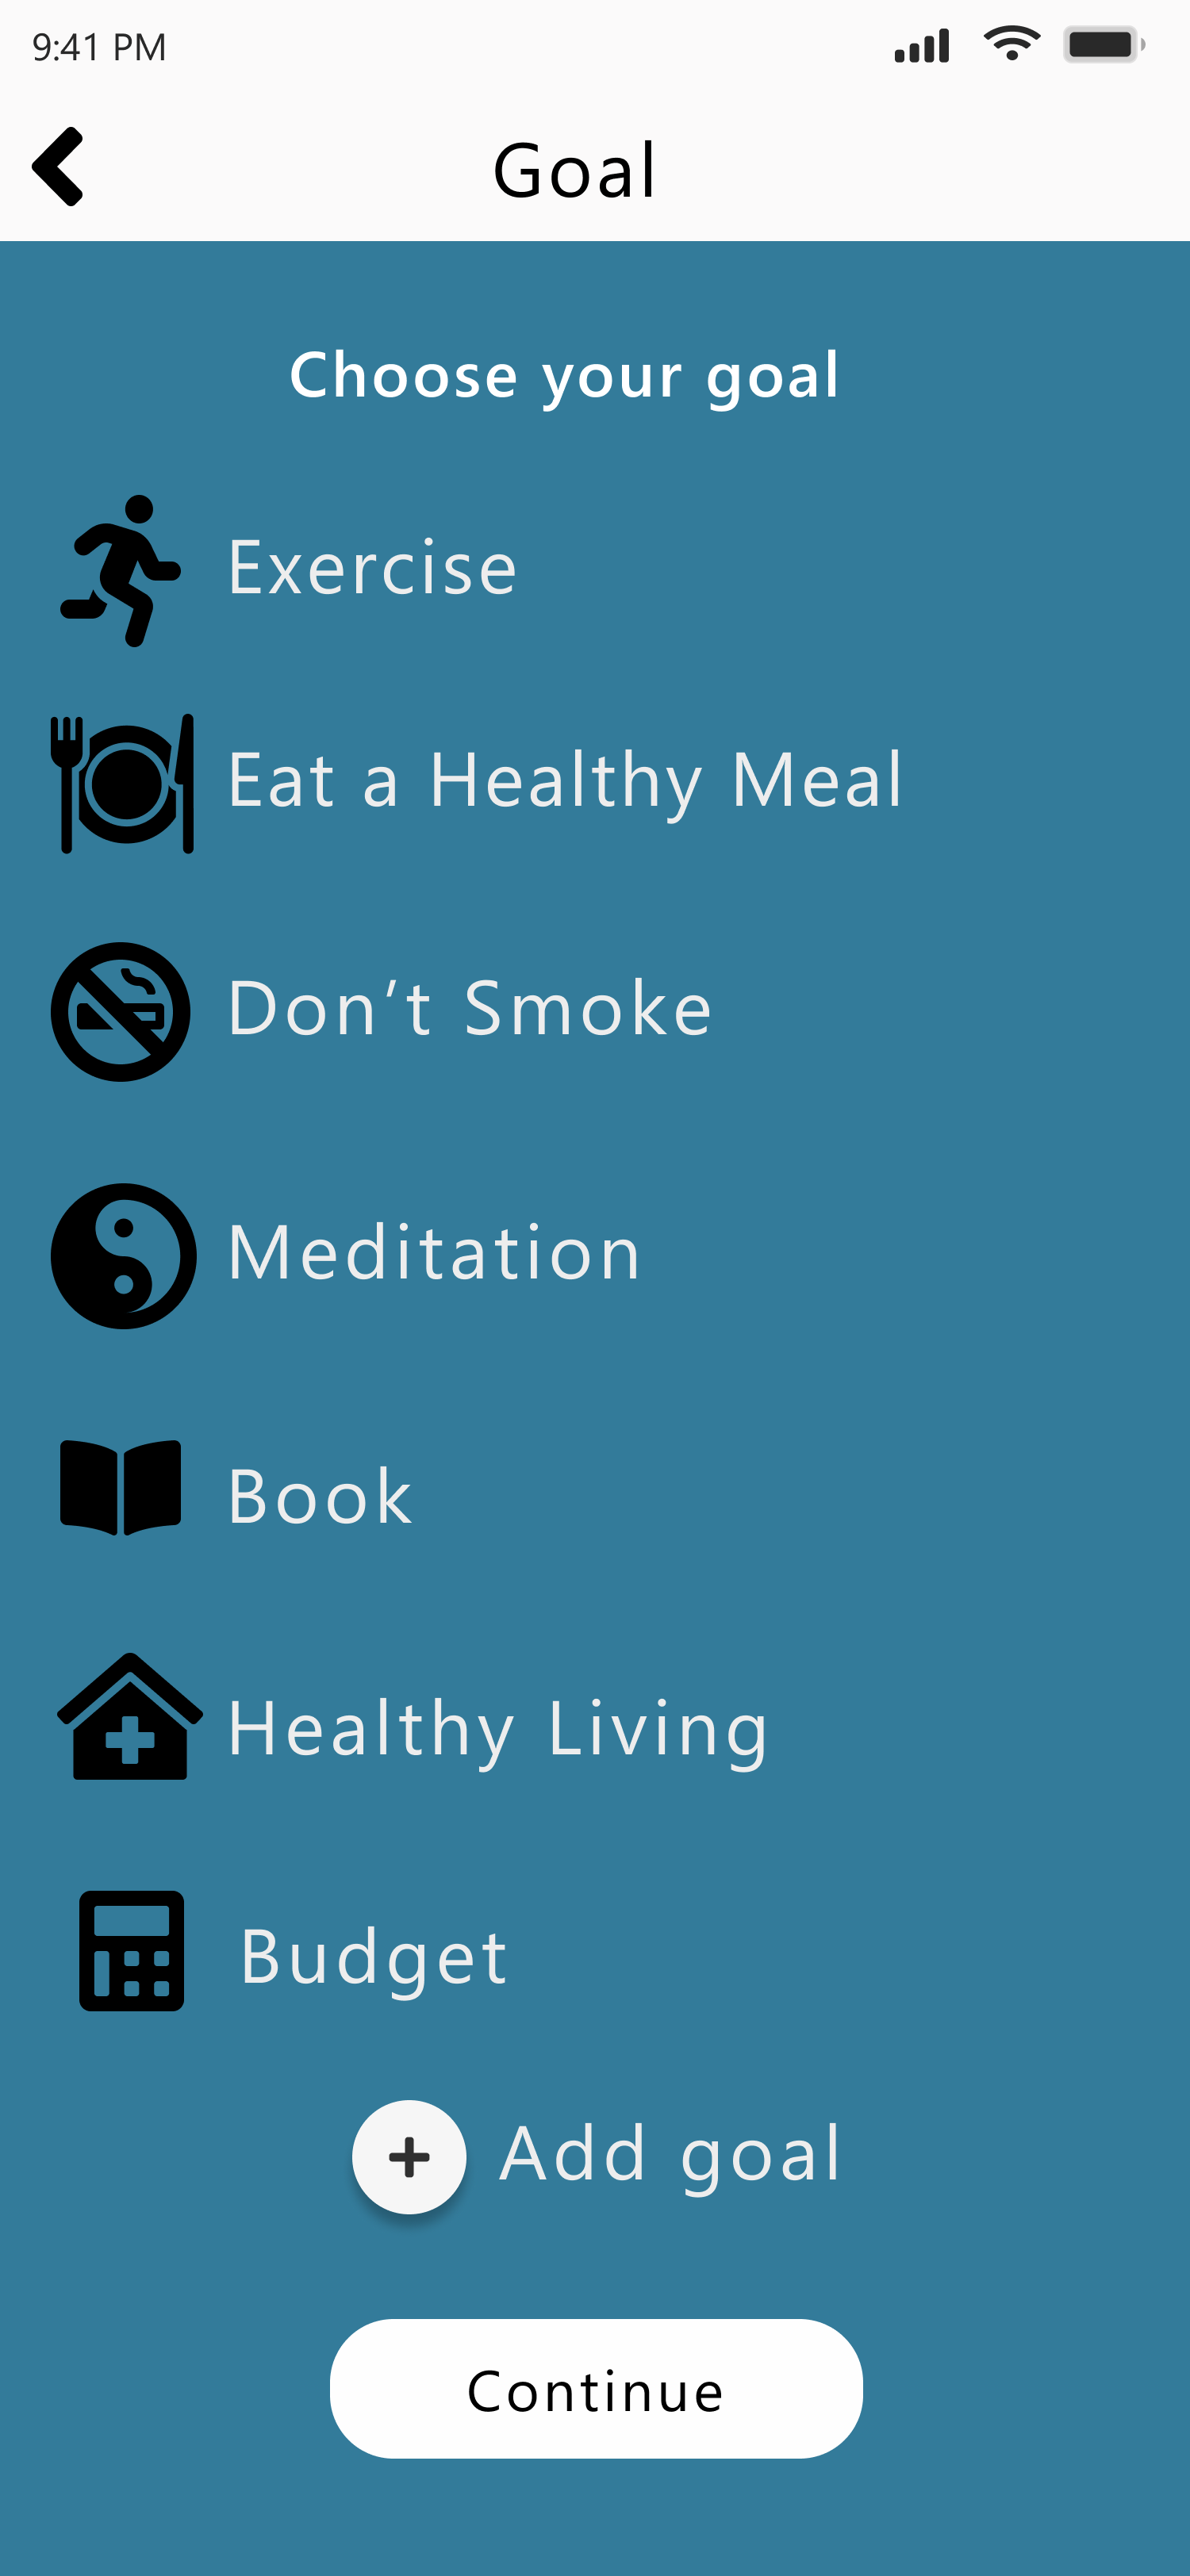 9:41 PM
Goal
Choose your goal
Exercise
Eat a Healthy Meal
Don’t Smoke
Meditation
Book
Healthy Living
Budget
Add goal
Continue